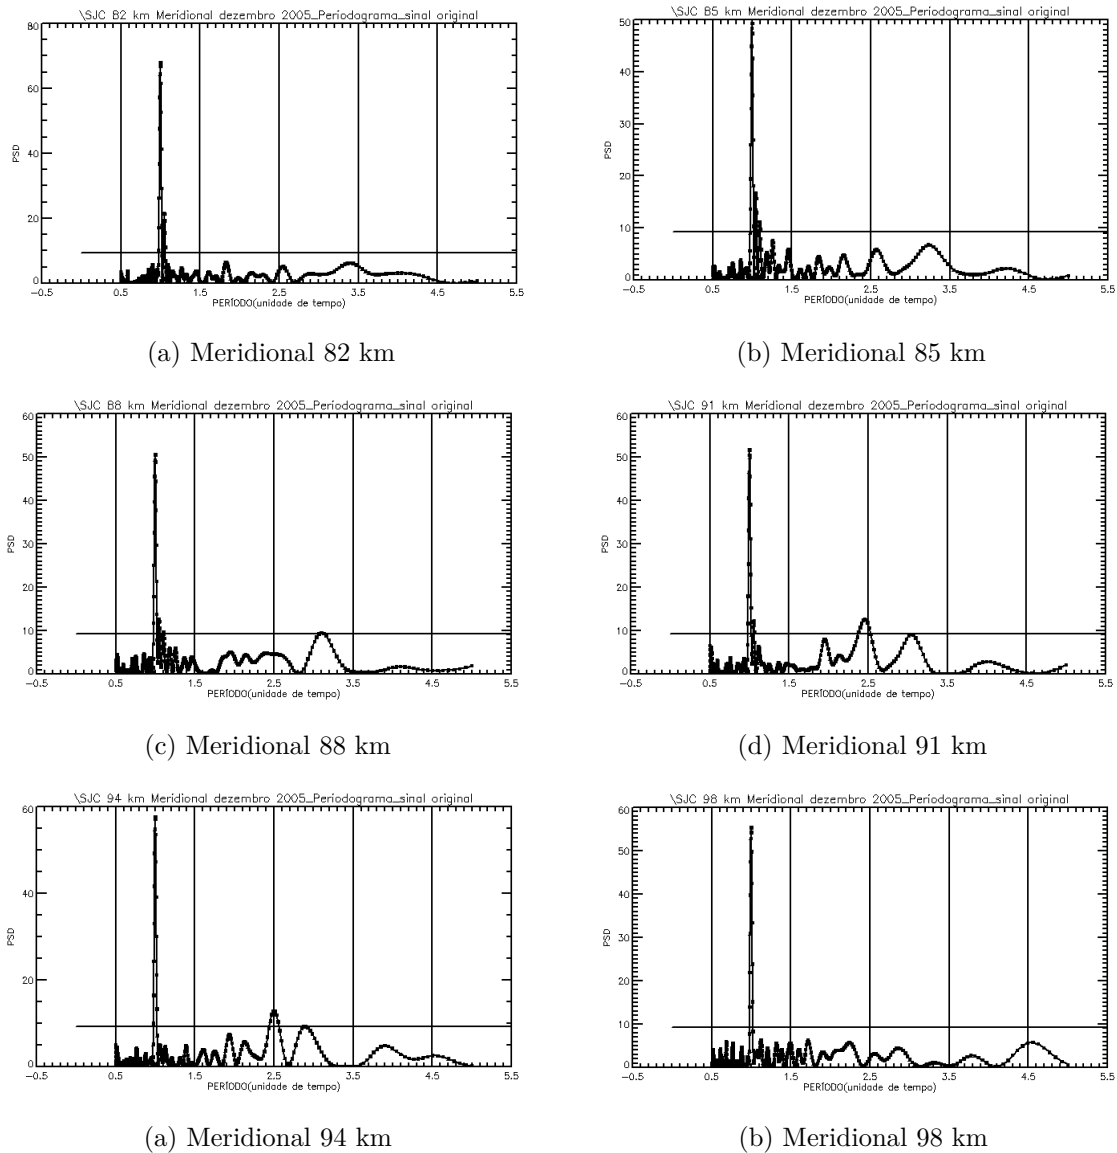 \SJC 82 km Meridional dezembro 2005_Periodograma_sinal original
80
60
40
20
0
PSD
-0.5 0.5 1.5 2.5 3.5 4.5 5.5
PERÍODO(unidade de tempo)
(a) Meridional 82 km
\SJC 85 km Meridional dezembro 2005_Periodograma_sinal original
50
40
30
20
10
0
PSD
-0.5 0.5 1.5 2.5 3.5 4.5 5.5
PERÍODO(unidade de tempo)
(b) Meridional 85 km
\SJC 88 km Meridional dezembro 2005_Periodograma_sinal original
60
50
40
30
20
10
0
PSD
-0.5 0.5 1.5 2.5 3.5 4.5 5.5
PERÍODO(unidade de tempo)
(c) Meridional 88 km
\SJC 91 km Meridional dezembro 2005_Periodograma_sinal original
60
50
40
30
20
10
0
PSD
-0.5 0.5 1.5 2.5 3.5 4.5 5.5
PERÍODO(unidade de tempo)
(d) Meridional 91 km
\SJC 94 km Meridional dezembro 2005_Periodograma_sinal original
60
40
20
0
PSD
-0.5 0.5 1.5 2.5 3.5 4.5 5.5
PERÍODO(unidade de tempo)
(a) Meridional 94 km
\SJC 98 km Meridional dezembro 2005_Periodograma_sinal original
60
50
40
30
20
10
0
PSD
-0.5 0.5 1.5 2.5 3.5 4.5 5.5
PERÍODO(unidade de tempo)
(b) Meridional 98 km